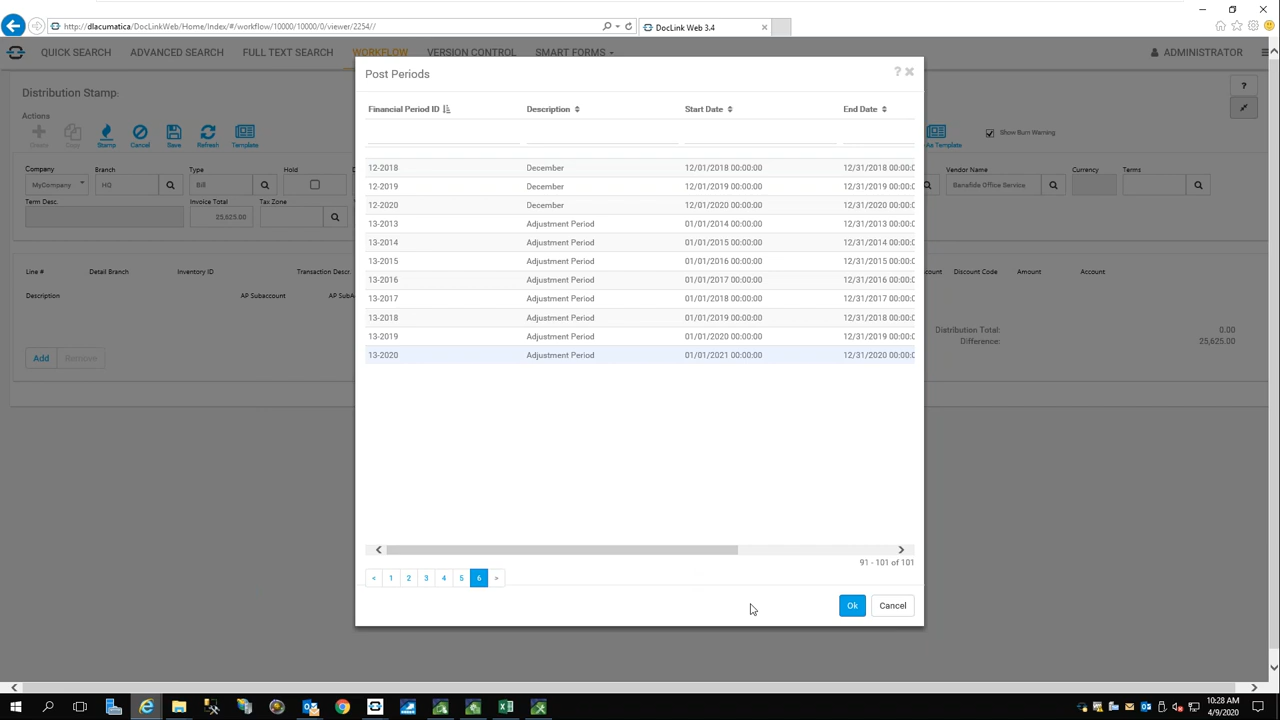 http://dlacumatica/DocLinkWeb/Home/Index/#/workflow/10000/10000/0/viewer/2254//
DocLink Web 3.4
QUICK SEARCH ADVANCED SEARCH FULL TEXT SEARCH WORKFLOW VERSION CONTROL SMART FORMS ADMINISTRATOR
Post Periods
Distribution Stamp:
Actions
Create Copy Stamp Cancel Save Refresh Template As Template Show Burn Warning
Company Branch Type Hold Vendor Name Currency Terms
MyCompany HQ Bill Banafide Office Service
Term Desc. Invoice Total Tax Zone
25,625.00
Line # Detail Branch Inventory ID Transaction Descr. Discount Code Amount Account
Description AP Subaccount
Distribution Total: 0.00
Difference: 25,625.00
Add Remove
Financial Period ID Description Start Date End Date
12-2018 December 12/01/2018 00:00:00 12/31/2018 00:00:0
12-2019 December 12/01/2019 00:00:00 12/31/2019 00:00:0
12-2020 December 12/01/2020 00:00:00 12/31/2020 00:00:0
13-2013 Adjustment Period 01/01/2014 00:00:00 12/31/2013 00:00:0
13-2014 Adjustment Period 01/01/2015 00:00:00 12/31/2014 00:00:0
13-2015 Adjustment Period 01/01/2016 00:00:00 12/31/2015 00:00:0
13-2016 Adjustment Period 01/01/2017 00:00:00 12/31/2016 00:00:0
13-2017 Adjustment Period 01/01/2018 00:00:00 12/31/2017 00:00:0
13-2018 Adjustment Period 01/01/2019 00:00:00 12/31/2018 00:00:0
13-2019 Adjustment Period 01/01/2020 00:00:00 12/31/2019 00:00:0
13-2020 Adjustment Period 01/01/2021 00:00:00 12/31/2020 00:00:0
91 - 101 of 101
< 1 2 3 4 5 6 >
Ok Cancel
10:28 AM
4/9/2020